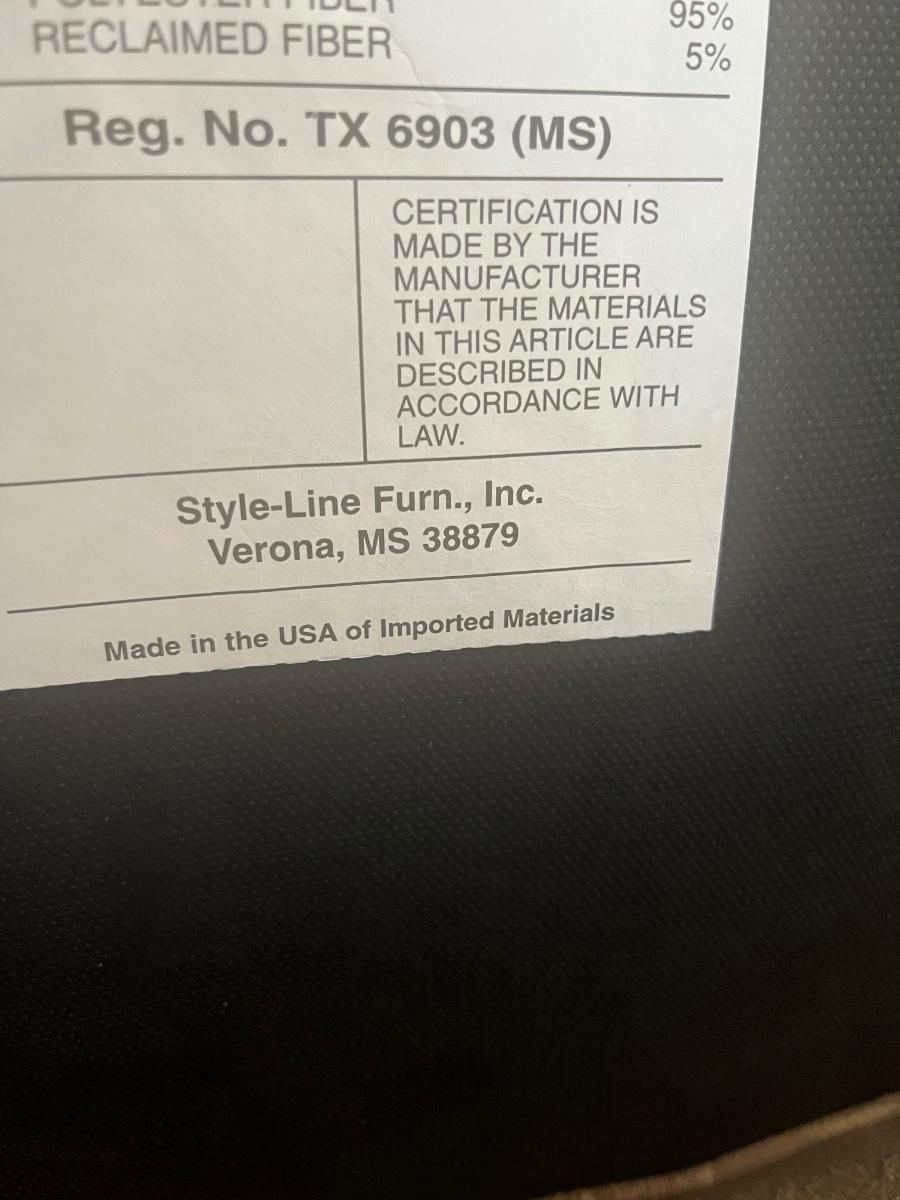 POLYESTER FIBER 95%
RECLAIMED FIBER 5%
Reg. No. TX 6903 (MS)
CERTIFICATION IS
MADE BY THE
MANUFACTURER
THAT THE MATERIALS
IN THIS ARTICLE ARE
DESCRIBED IN
ACCORDANCE WITH
LAW.
Style-Line Furn., Inc.
Verona, MS 38879
Made in the USA of Imported Materials